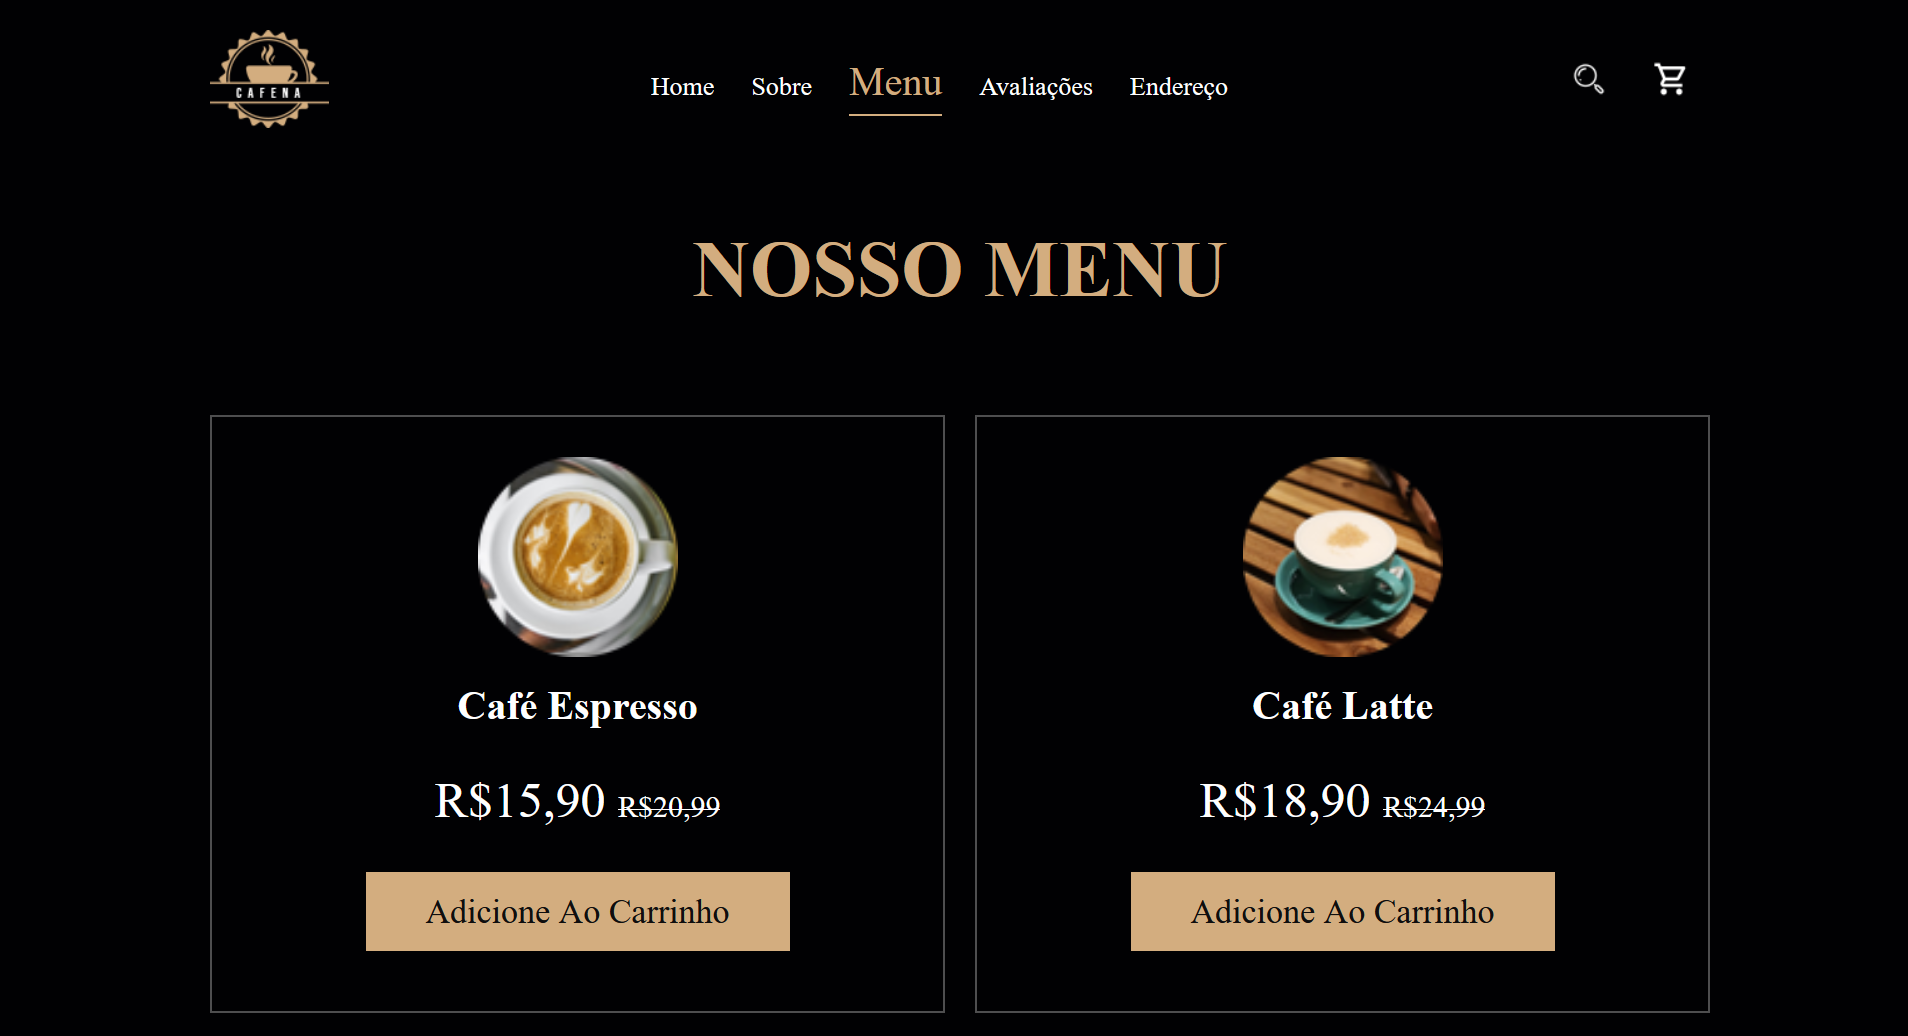 CAFENA
Home Sobre Menu Avaliações Endereço
NOSSO MENU
Café Espresso
R$15,90 R$20,99
Adicione Ao Carrinho
Café Latte
R$18,90 R$24,99
Adicione Ao Carrinho